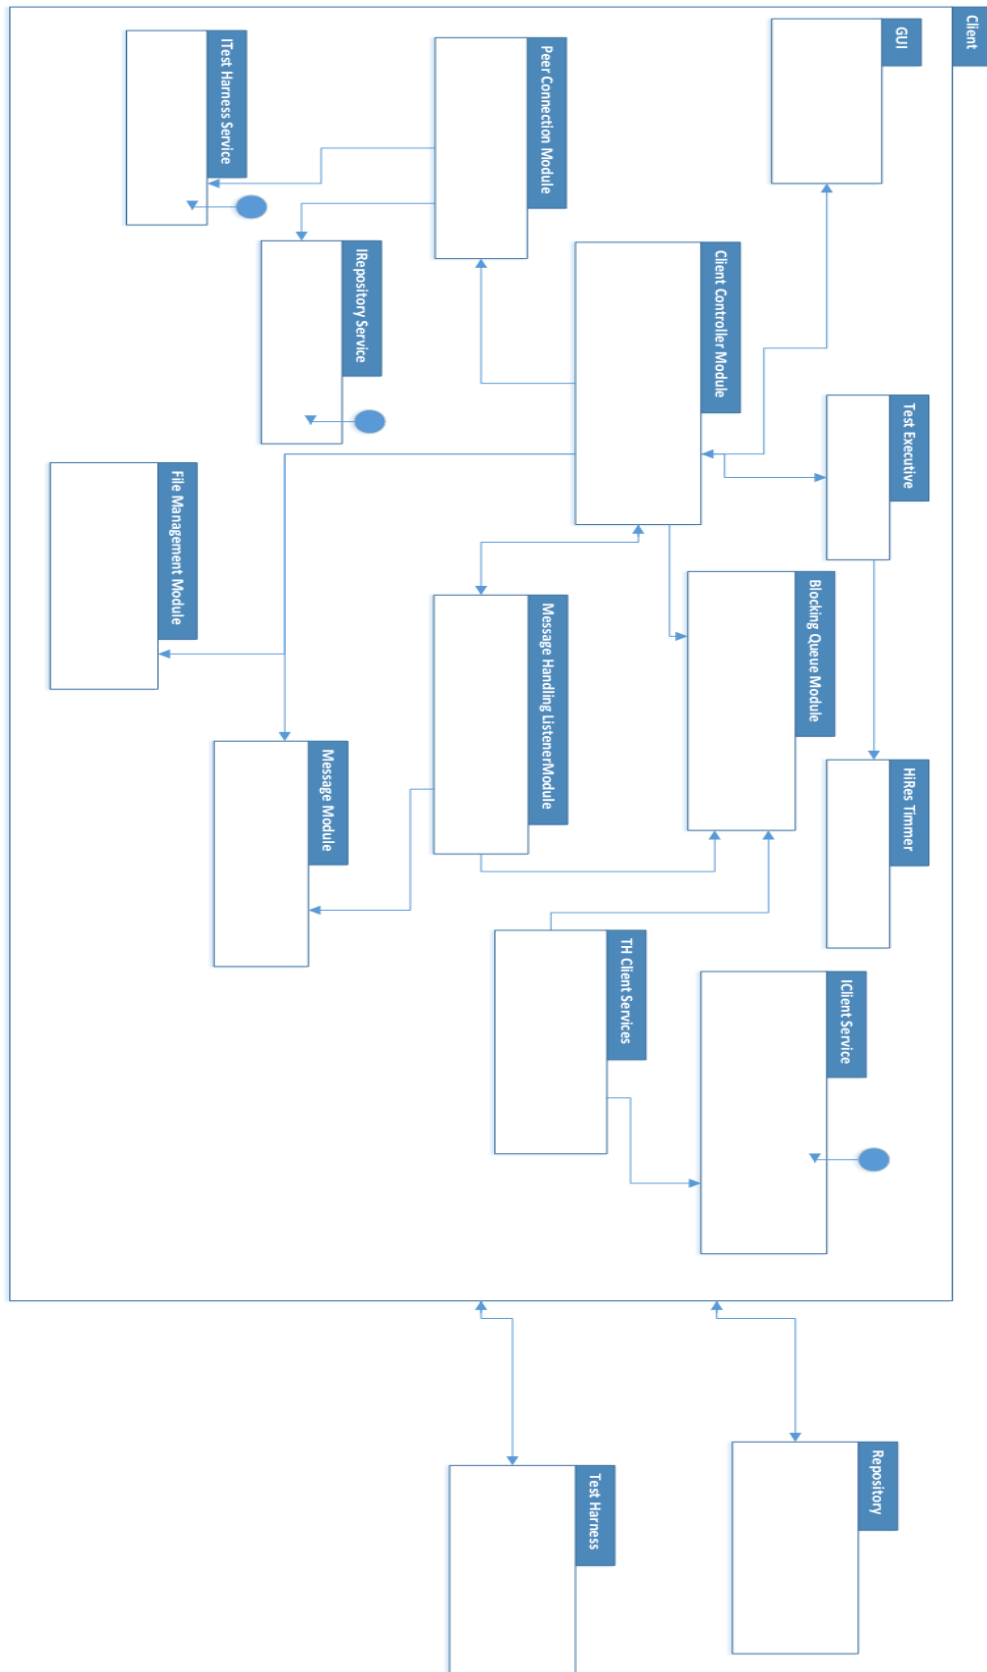 Client
GUI
Test Executive
HiRes Timmer
IClient Service
Repository
Blocking Queue Module
Client Controller Module
TH Client Services
Test Harness
Peer Connection Module
Message Handling ListenerModule
IRepository Service
Message Module
ITest Harness Service
File Management Module